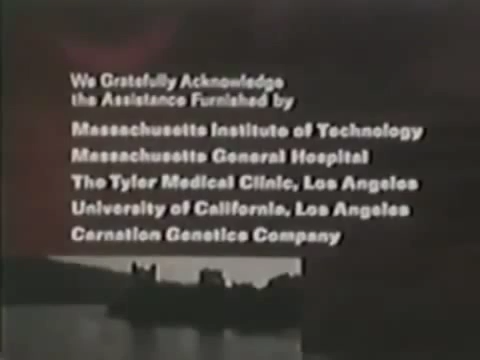 We Gratefully Acknowledge
the Assistance Furnished by
Massachusetts Institute of Technology
Massachusetts General Hospital
The Tyler Medical Clinic, Los Angeles
University of California, Los Angeles
Carnation Genetics Company